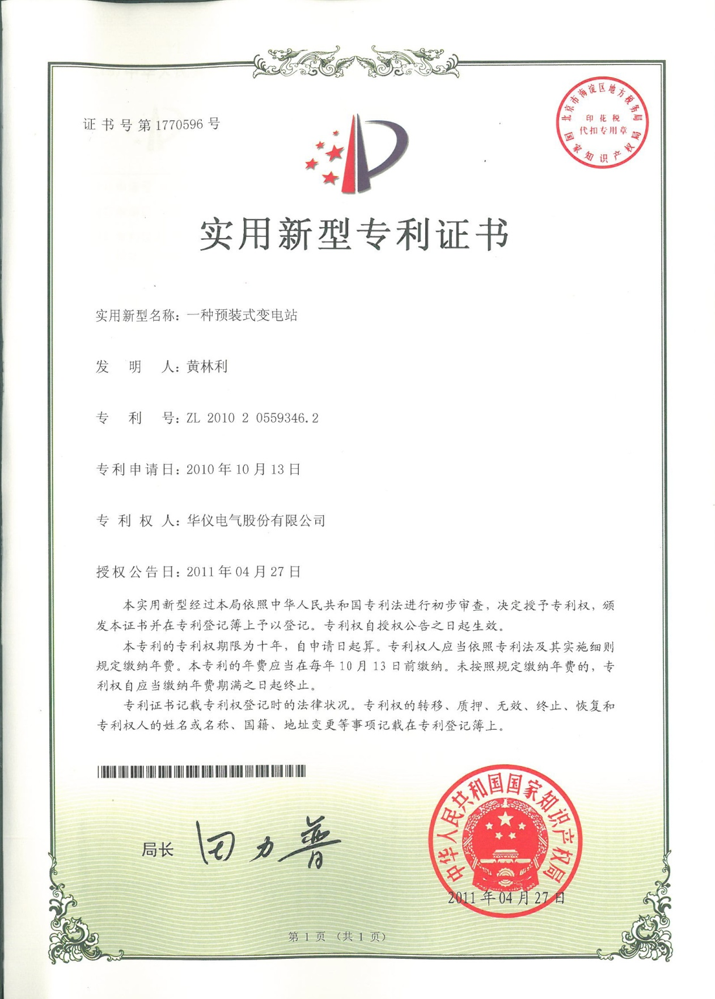 证书号第1770596号
北京市海淀区地方税务局
印花税
代扣专用章
国家知识产权局
实用新型专利证书
实用新型名称：一种预装式变电站
发明人：黄林利
专利号：ZL 2010 2 0559346.2
专利申请日：2010年10月13日
专利权人：华仪电气股份有限公司
授权公告日：2011年04月27日
本实用新型经过本局依照中华人民共和国专利法进行初步审查，决定授予专利权，颁
发本证书并在专利登记簿上予以登记。专利权自授权公告之日起生效。
本专利的专利权期限为十年，自申请日起算。专利权人应当依照专利法及其实施细则
规定缴纳年费。本专利的年费应当在每年10月13日前缴纳。未按照规定缴纳年费的，专
利权自应当缴纳年费期满之日起终止。
专利证书记载专利权登记时的法律状况。专利权的转移、质押、无效、终止、恢复和
专利权人的姓名或名称、国籍、地址变更等事项记载在专利登记簿上。
局长 田力普
中华人民共和国国家知识产权局
2011年04月27日
第1页（共1页）